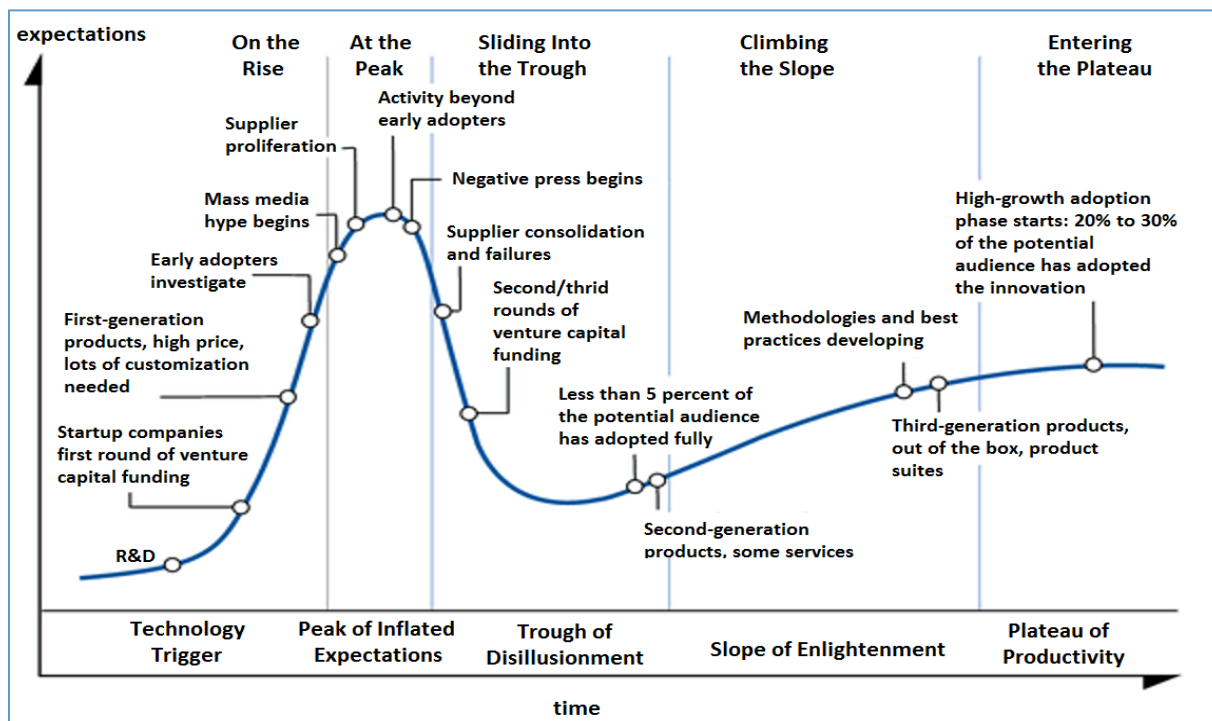 expectations
On the
Rise
At the
Peak
Sliding Into
the Trough
Climbing
the Slope
Entering
the Plateau
Activity beyond
early adopters
Supplier
proliferation
Negative press begins
Mass media
hype begins
High-growth adoption
phase starts: 20% to 30%
of the potential
audience has adopted
the innovation
Supplier consolidation
and failures
Early adopters
investigate
Second/thrid
rounds of
venture capital
funding
First-generation
products, high price,
lots of customization
needed
Methodologies and best
practices developing
Less than 5 percent of
the potential audience
has adopted fully
Startup companies
first round of venture
capital funding
Third-generation products,
out of the box, product
suites
Second-generation
products, some services
R&D
Technology
Trigger
Peak of Inflated
Expectations
Trough of
Disillusionment
Slope of Enlightenment
Plateau of
Productivity
time